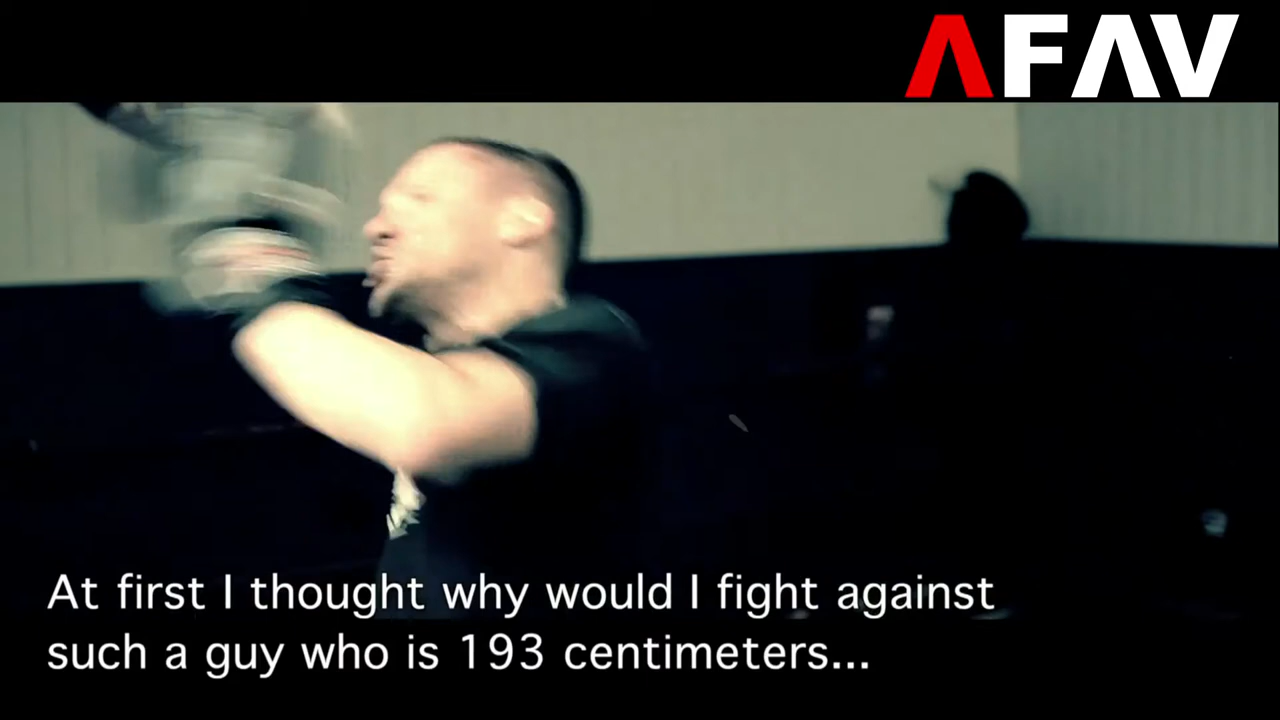 AFAV
At first I thought why would I fight against
such a guy who is 193 centimeters...